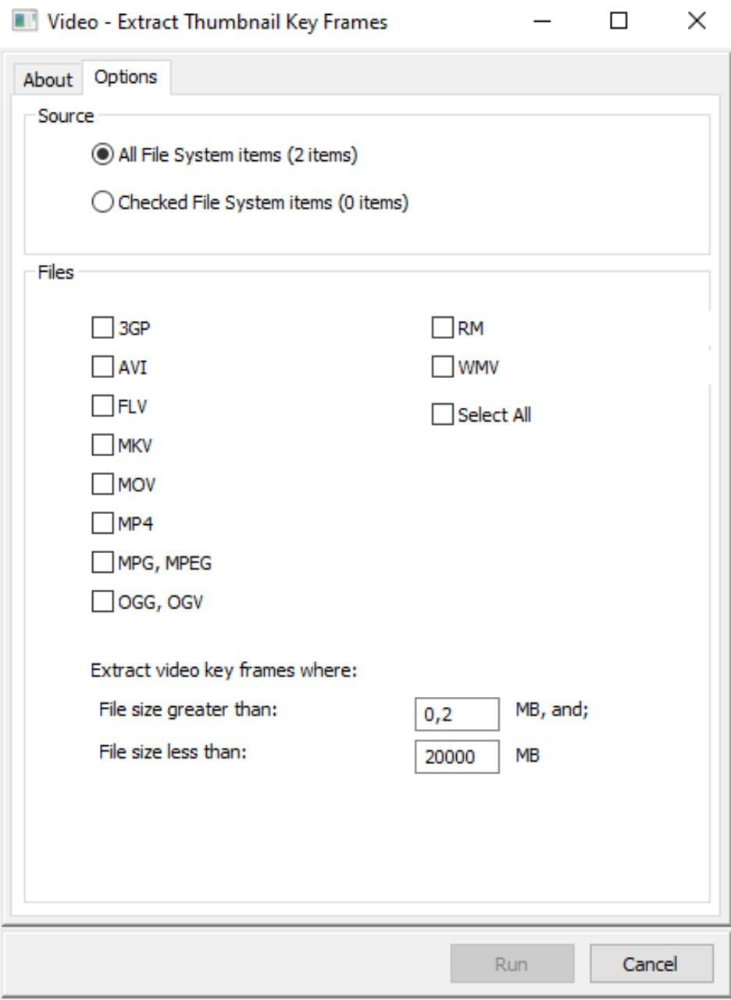 Video - Extract Thumbnail Key Frames
About
Options
Source
All File System items (2 items)
Checked File System items (0 items)
Files
3GP
AVI
FLV
MKV
MOV
MP4
MPG, MPEG
OGG, OGV
RM
WMV
Select All
Extract video key frames where:
File size greater than: 0,2 MB, and;
File size less than: 20000 MB
Run
Cancel